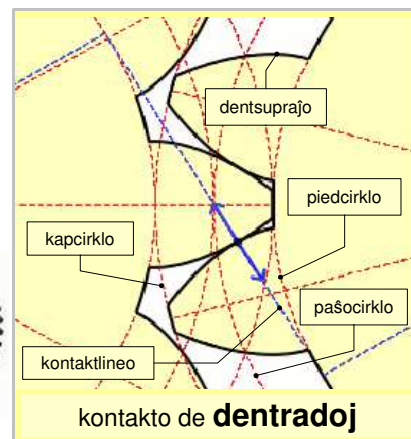 dentsupraĵo
piedcirklo
kapcirklo
paŝocirklo
kontaktlineo
kontakto de dentradoj